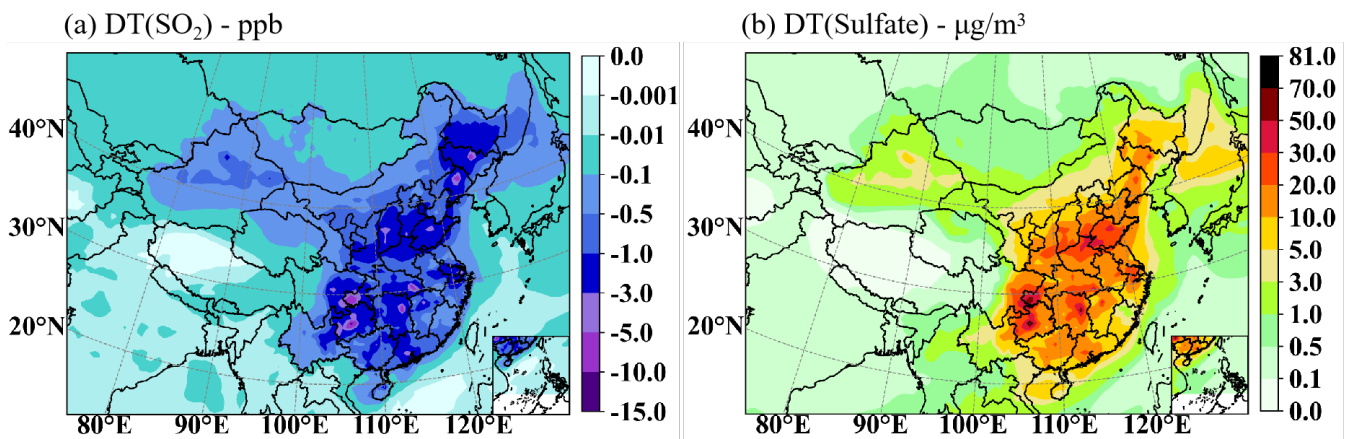 (a) DT(SO₂) - ppb
0.0
-0.001
-0.01
-0.1
-0.5
-1.0
-3.0
-5.0
-10.0
-15.0
40°N
30°N
20°N
80°E 90°E 100°E 110°E 120°E
(b) DT(Sulfate) - μg/m³
81.0
70.0
50.0
30.0
20.0
10.0
5.0
3.0
1.0
0.5
0.1
0.0
40°N
30°N
20°N
80°E 90°E 100°E 110°E 120°E